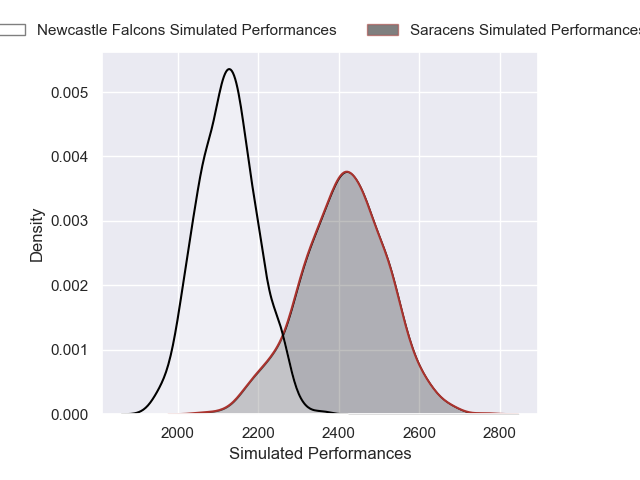 Newcastle Falcons Simulated Performances
Saracens Simulated Performances
0.005
0.004
0.003
0.002
0.001
0.000
Density
2000 2200 2400 2600 2800
Simulated Performances